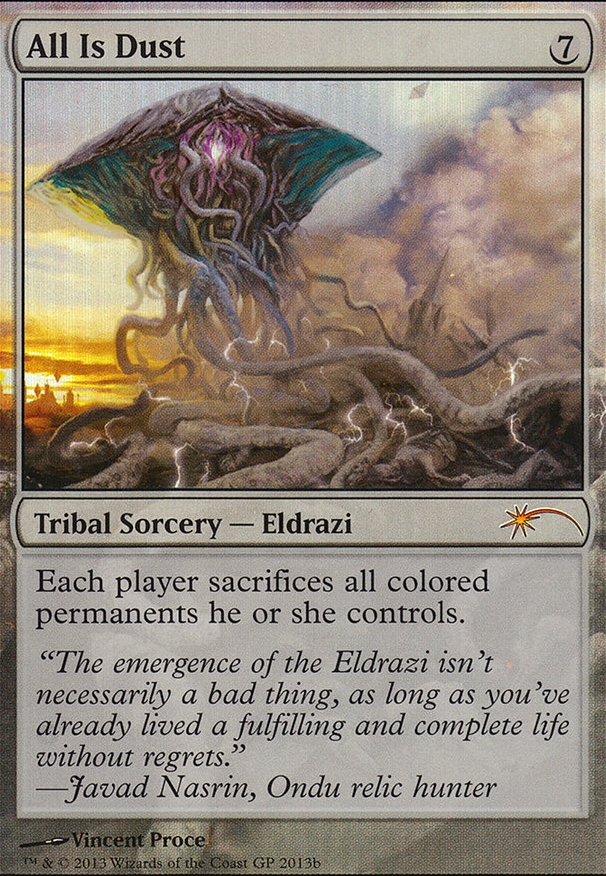 All Is Dust
7
Tribal Sorcery — Eldrazi
Each player sacrifices all colored
permanents he or she controls.
“The emergence of the Eldrazi isn’t
necessarily a bad thing, as long as you’ve
already lived a fulfilling and complete life
without regrets.”
—Javad Nasrin, Ondu relic hunter
Vincent Proce
™ & © 2013 Wizards of the Coast GP 2013b